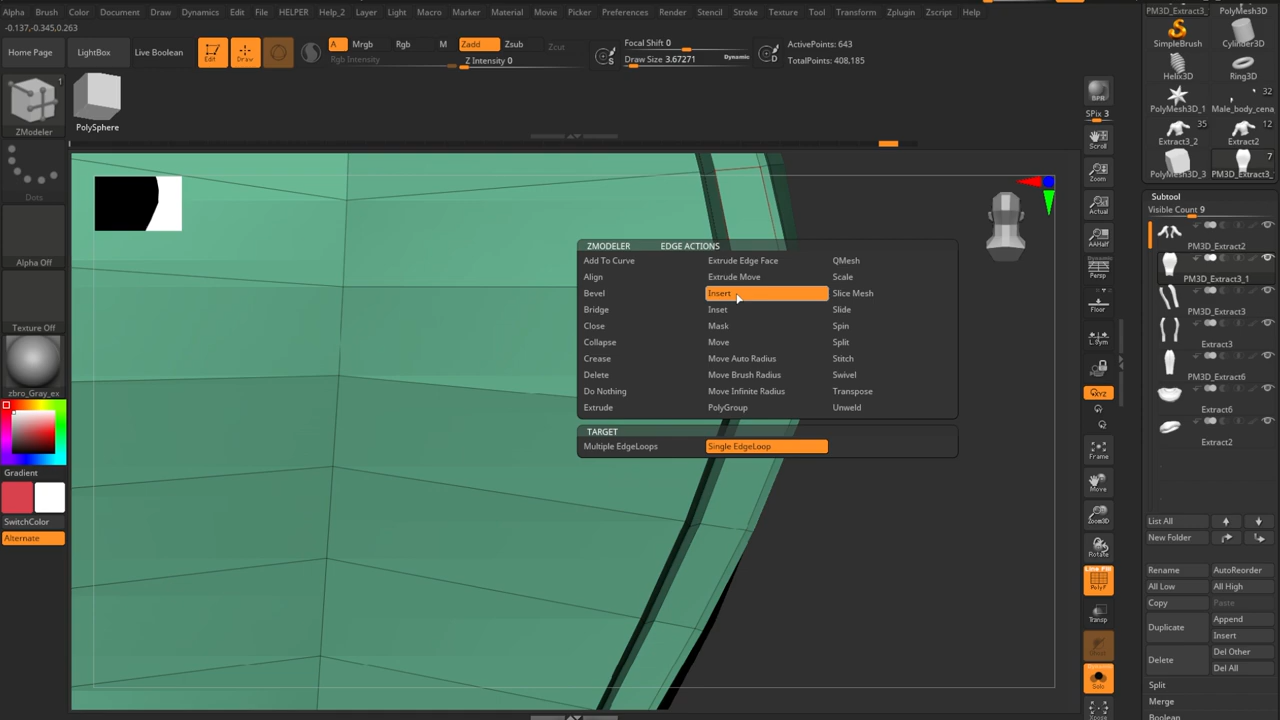 Alpha Brush Color Document Draw Dynamics Edit File HELPER Help_2 Layer Light Macro Marker Material Movie Picker Preferences Render Stencil Stroke Texture Tool Transform Zplugin Zscript Help
-0.137,-0.345,0.263
Home Page LightBox Live Boolean Edit Draw
A Mrgb Rgb M Zadd Zsub Zcut
Rgb Intensity Z Intensity 0
Focal Shift 0
Draw Size 3.67271 Dynamic
ActivePoints: 643
TotalPoints: 408,185
1
ZModeler
PolySphere
Dots
Alpha Off
Texture Off
zbro_Gray_ex
Gradient
SwitchColor
Alternate
ZMODELER EDGE ACTIONS
Add To Curve Extrude Edge Face QMesh
Align Extrude Move Scale
Bevel Insert Slice Mesh
Bridge Inset Slide
Close Mask Spin
Collapse Move Split
Crease Move Auto Radius Stitch
Delete Move Brush Radius Swivel
Do Nothing Move Infinite Radius Transpose
Extrude PolyGroup Unweld
TARGET
Multiple EdgeLoops Single EdgeLoop
BPR
SPix 3
Scroll
Zoom
Actual
AAHalf
Dynamic
Persp
Floor
L.Sym
XYZ
Frame
Move
Zoom3D
Rotate
Line Fill
PolyF
Transp
Solo
Xpose
PM3D_Extract3_ PolyMesh3D
SimpleBrush Cylinder3D
Helix3D Ring3D
32
PolyMesh3D_1 Male_body_cena
35 12
Extract3_2 Extract2
7
PolyMesh3D_3 PM3D_Extract3_
Subtool
Visible Count 9
PM3D_Extract2
PM3D_Extract3_1
PM3D_Extract3
Extract3
PM3D_Extract6
Extract6
Extract2
List All
New Folder
Rename AutoReorder
All Low All High
Copy Paste
Duplicate Append
Insert
Delete Del Other
Del All
Split
Merge
Boolean